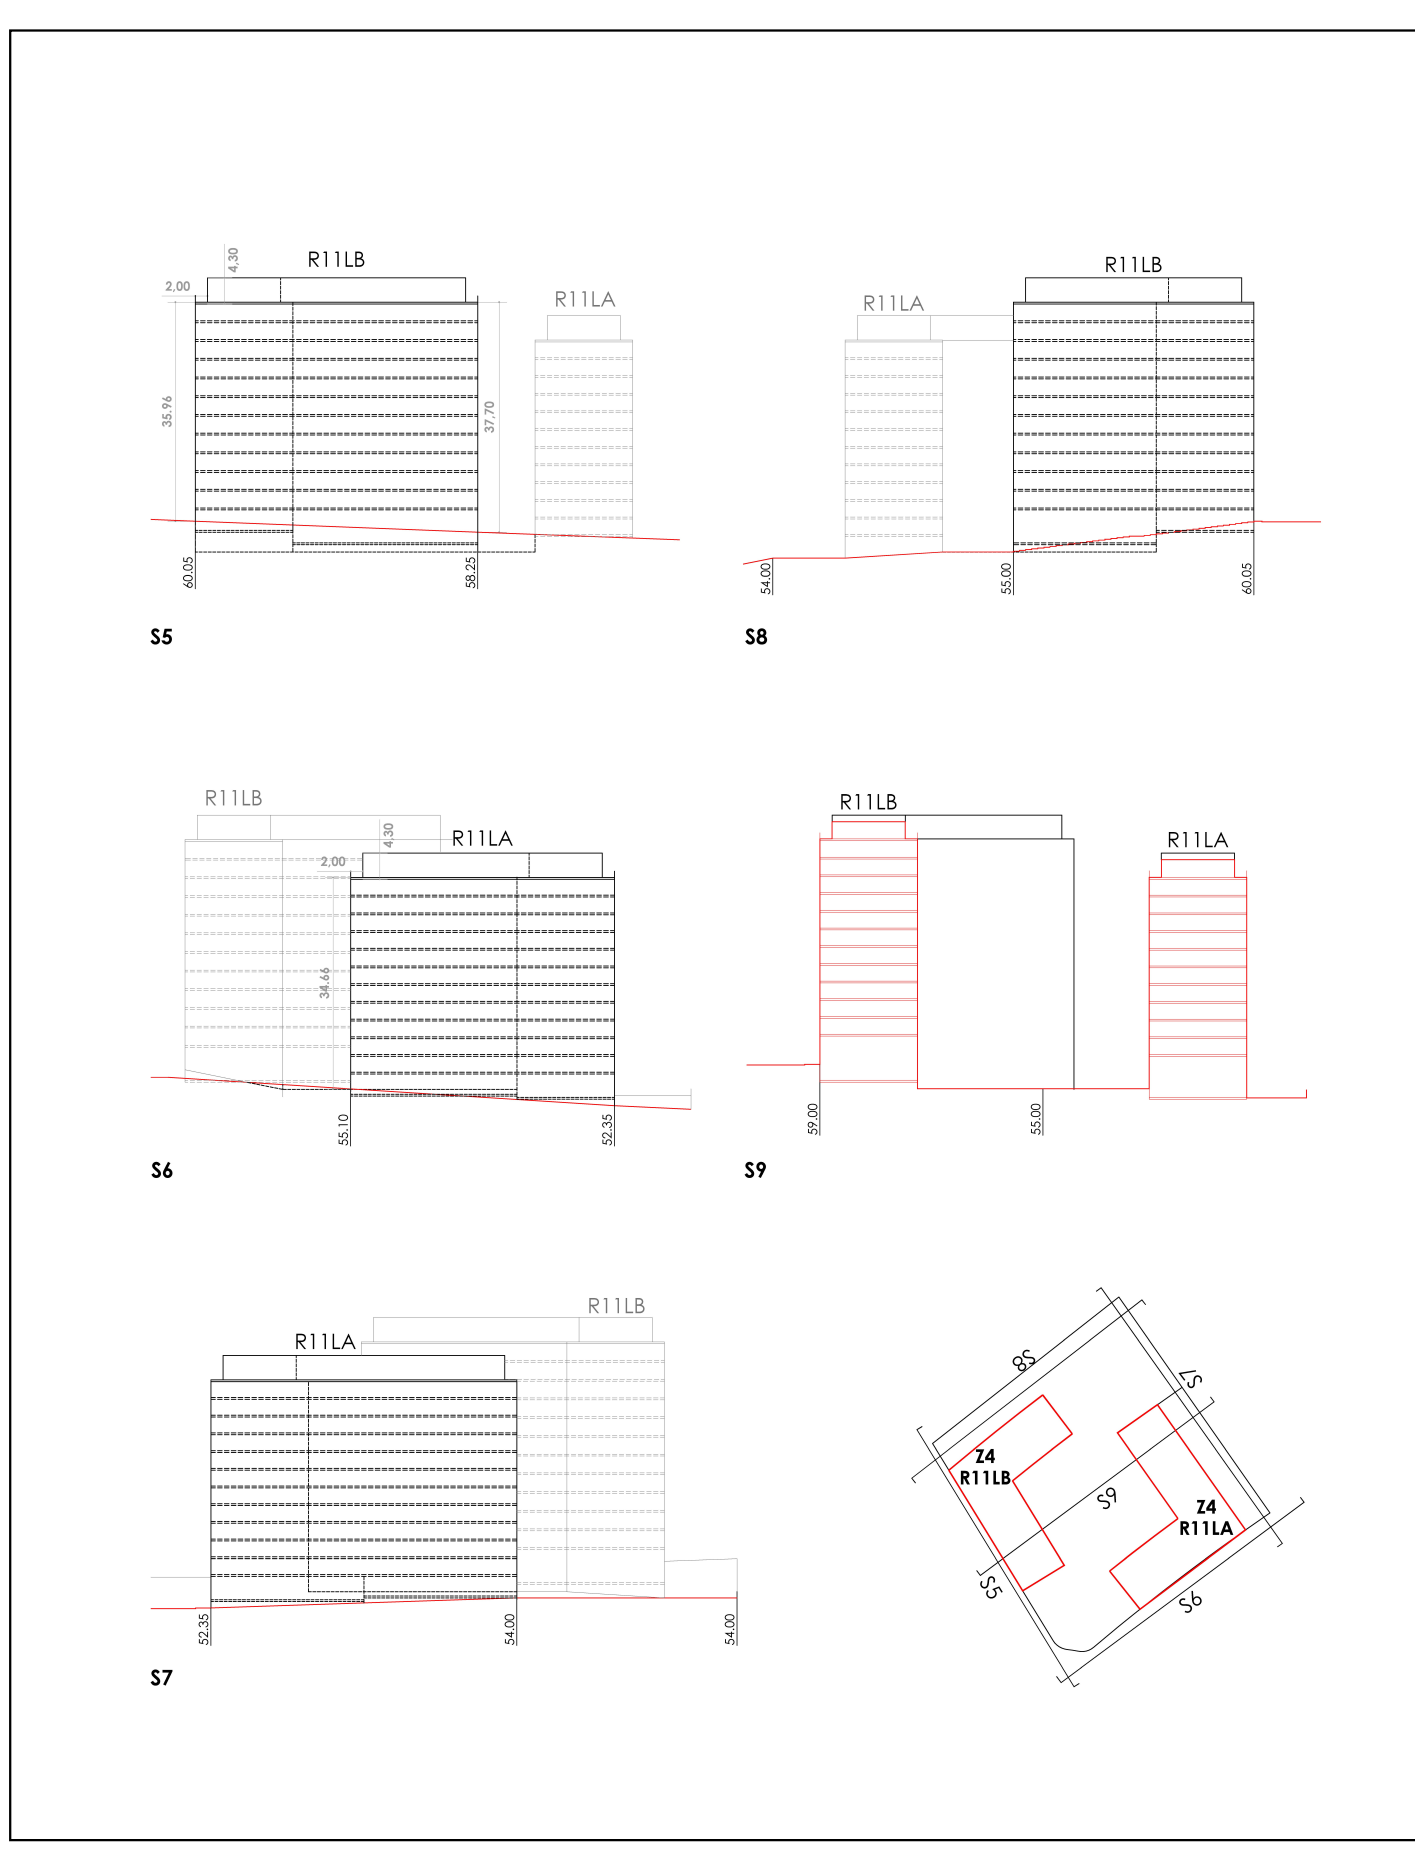 R11LB
4,30
2,00
R11LA
35.96
37,70
60.05
58.25
S5
R11LB
R11LA
54.00
55.00
60.05
S8
R11LB
4,30
R11LA
2,00
34.66
55.10
52.35
S6
R11LB
R11LA
59.00
55.00
S9
R11LB
R11LA
52.35
54.00
54.00
S7
S8
S7
Z4
R11LB
S9
Z4
R11LA
S5
S6